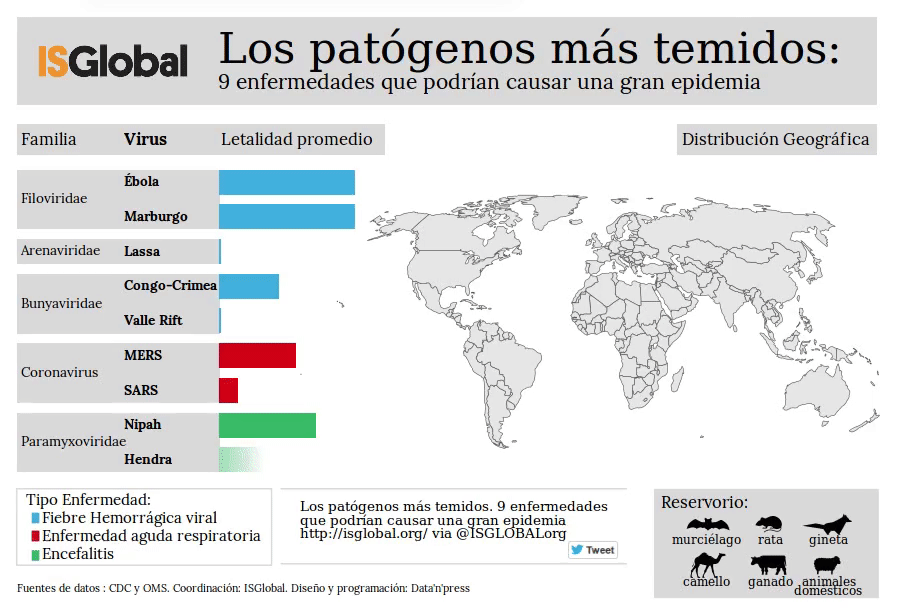 ISGlobal
Los patógenos más temidos:
9 enfermedades que podrían causar una gran epidemia
Familia Virus Letalidad promedio
Distribución Geográfica
Filoviridae
Ébola
Marburgo
Arenaviridae
Lassa
Bunyaviridae
Congo-Crimea
Valle Rift
Coronavirus
MERS
SARS
Paramyxoviridae
Nipah
Hendra
Tipo Enfermedad:
Fiebre Hemorrágica viral
Enfermedad aguda respiratoria
Encefalitis
Los patógenos más temidos. 9 enfermedades
que podrían causar una gran epidemia
http://isglobal.org/ via @ISGLOBALorg
Tweet
Reservorio:
murciélago rata gineta
camello ganado animales
domésticos
Fuentes de datos : CDC y OMS. Coordinación: ISGlobal. Diseño y programación: Data'n'press